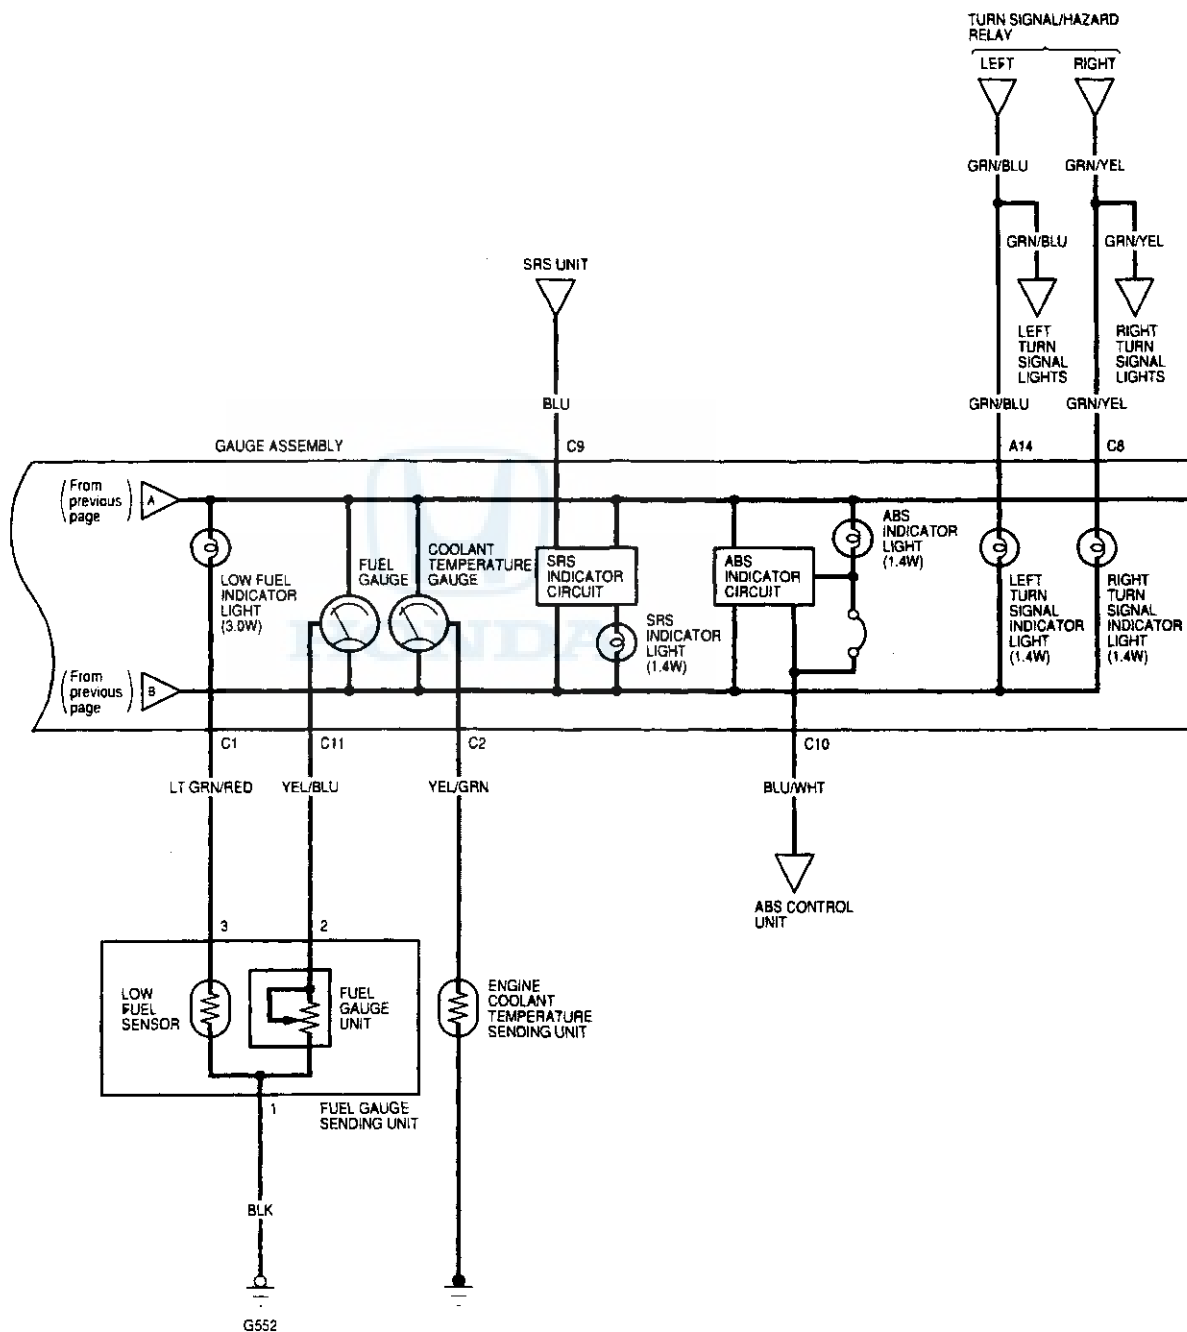 TURN SIGNAL/HAZARD
RELAY
LEFT
RIGHT
GRN/BLU
GRN/YEL
GRN/BLU
GRN/YEL
SRS UNIT
LEFT
TURN
SIGNAL
LIGHTS
RIGHT
TURN
SIGNAL
LIGHTS
BLU
GRN/BLU
GRN/YEL
GAUGE ASSEMBLY
C9
A14
C8
(From
previous
page)
A
LOW FUEL
INDICATOR
LIGHT
(3.0W)
FUEL
GAUGE
COOLANT
TEMPERATURE
GAUGE
SRS
INDICATOR
CIRCUIT
SRS
INDICATOR
LIGHT
(1.4W)
ABS
INDICATOR
CIRCUIT
ABS
INDICATOR
LIGHT
(1.4W)
LEFT
TURN
SIGNAL
INDICATOR
LIGHT
(1.4W)
RIGHT
TURN
SIGNAL
INDICATOR
LIGHT
(1.4W)
HONDA
(From
previous
page)
B
C1
C11
C2
C10
LT GRN/RED
YEL/BLU
YEL/GRN
BLU/WHT
ABS CONTROL
UNIT
3
2
LOW
FUEL
SENSOR
FUEL
GAUGE
UNIT
ENGINE
COOLANT
TEMPERATURE
SENDING UNIT
1
FUEL GAUGE
SENDING UNIT
BLK
G552